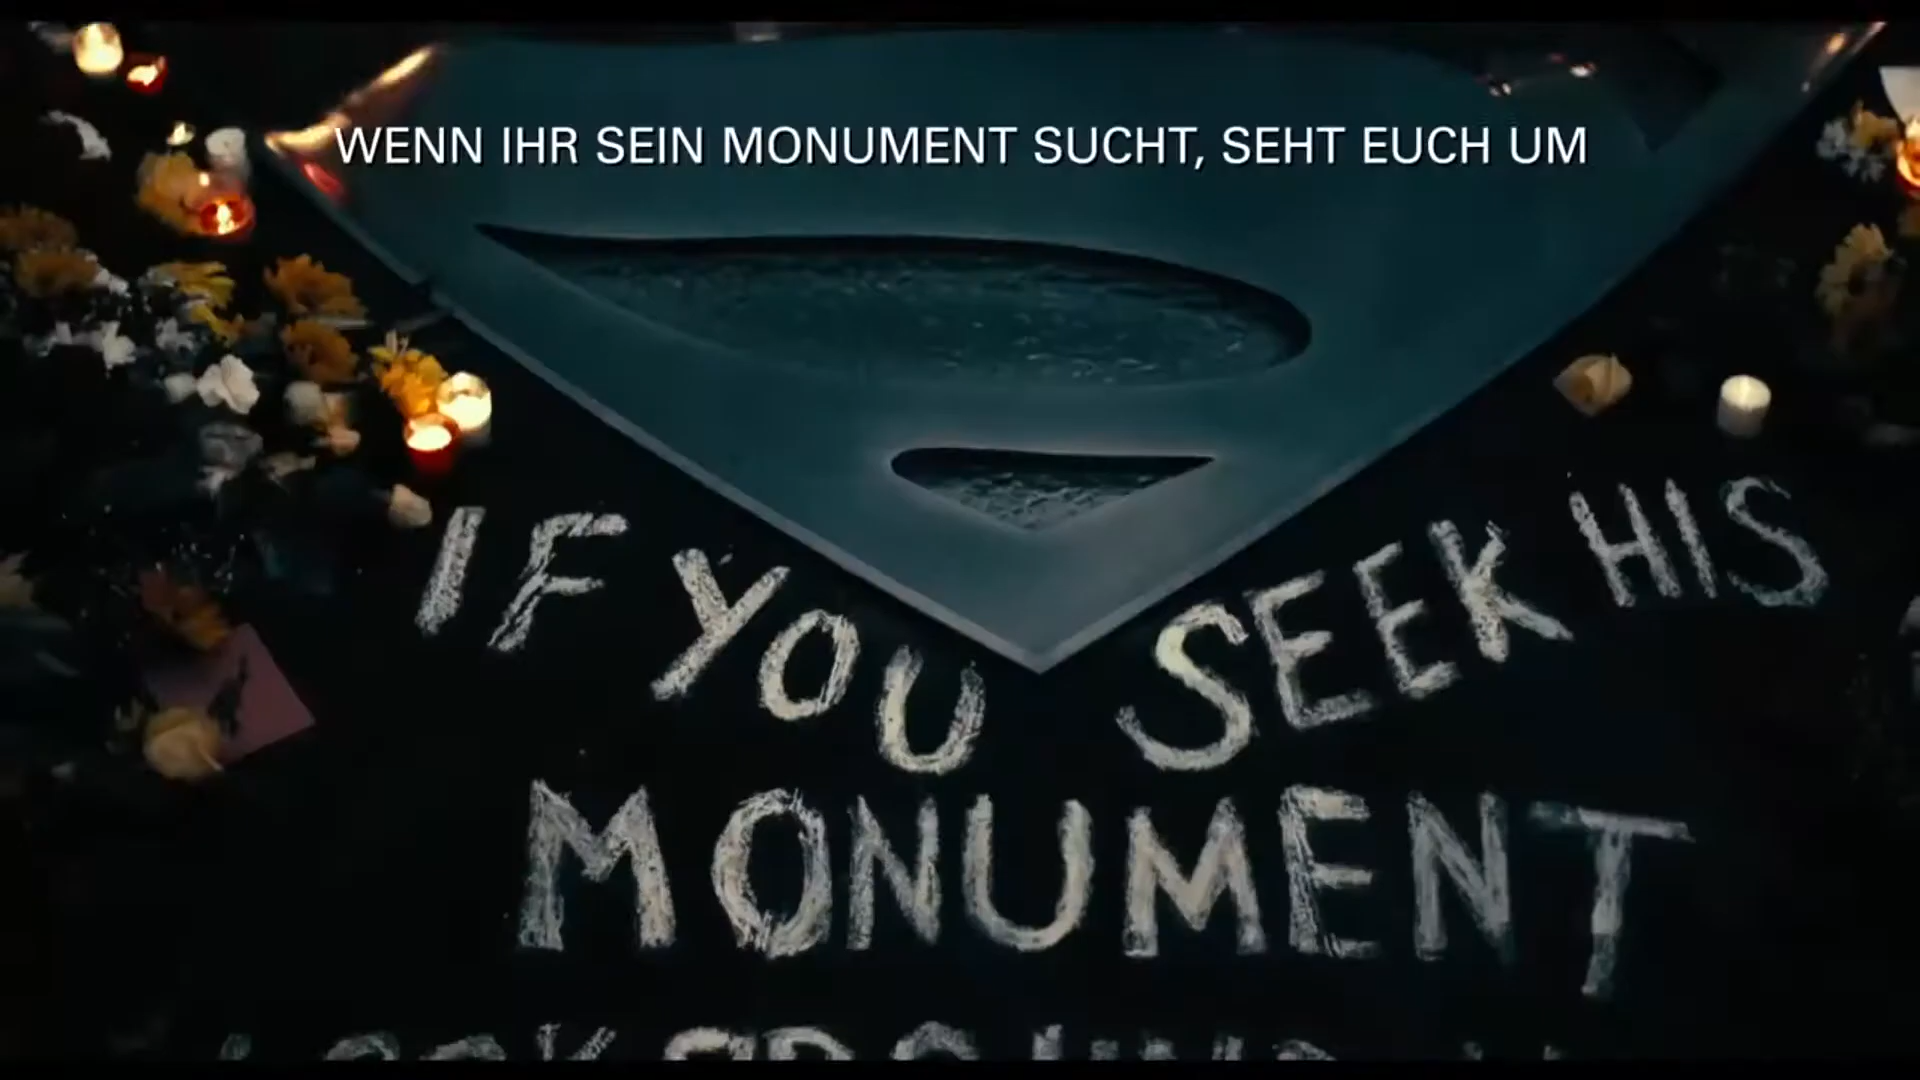 WENN IHR SEIN MONUMENT SUCHT, SEHT EUCH UM
IF YOU SEEK HIS
MONUMENT